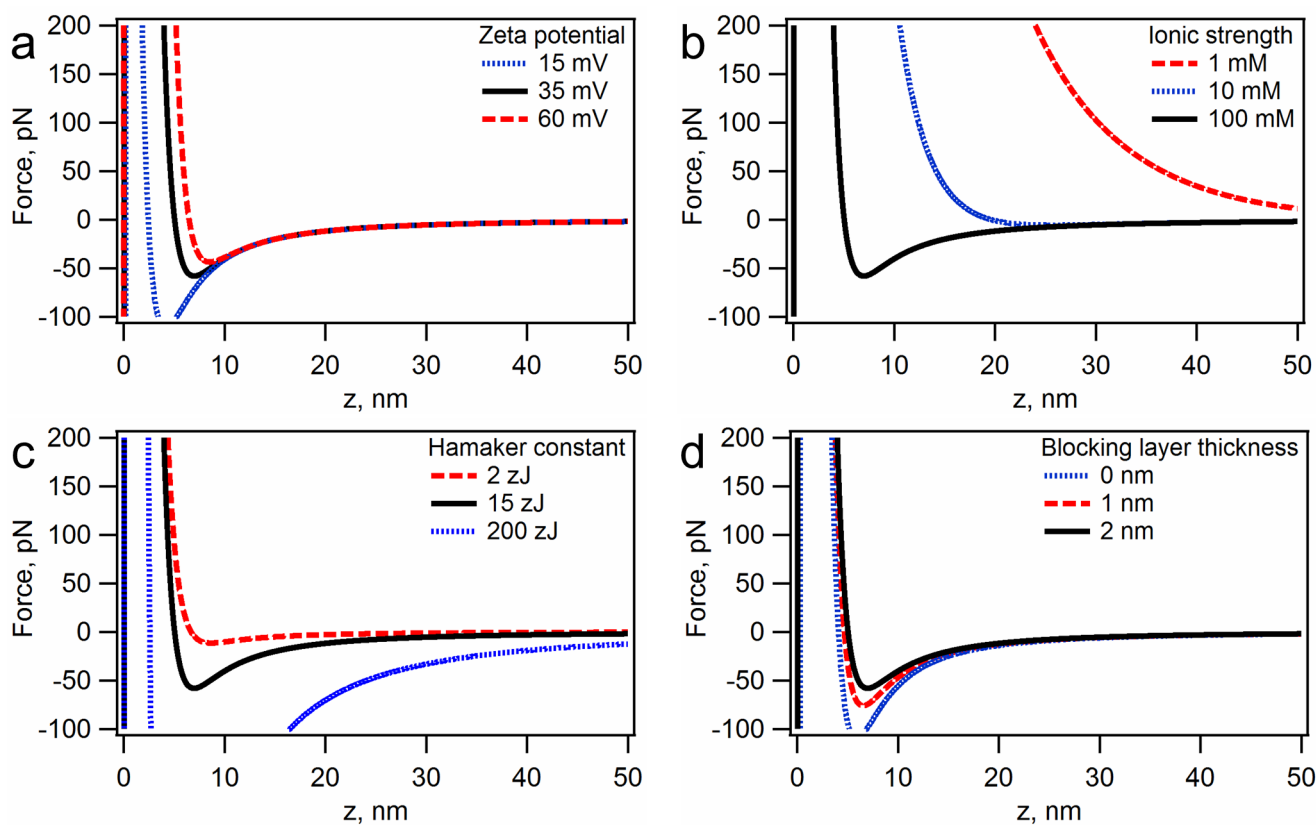 a
Zeta potential
15 mV
35 mV
60 mV
200
150
100
50
0
-50
-100
Force, pN
0
10
20
30
40
50
z, nm
b
Ionic strength
1 mM
10 mM
100 mM
200
150
100
50
0
-50
-100
Force, pN
0
10
20
30
40
50
z, nm
c
Hamaker constant
2 zJ
15 zJ
200 zJ
200
150
100
50
0
-50
-100
Force, pN
0
10
20
30
40
50
z, nm
d
Blocking layer thickness
0 nm
1 nm
2 nm
200
150
100
50
0
-50
-100
Force, pN
0
10
20
30
40
50
z, nm